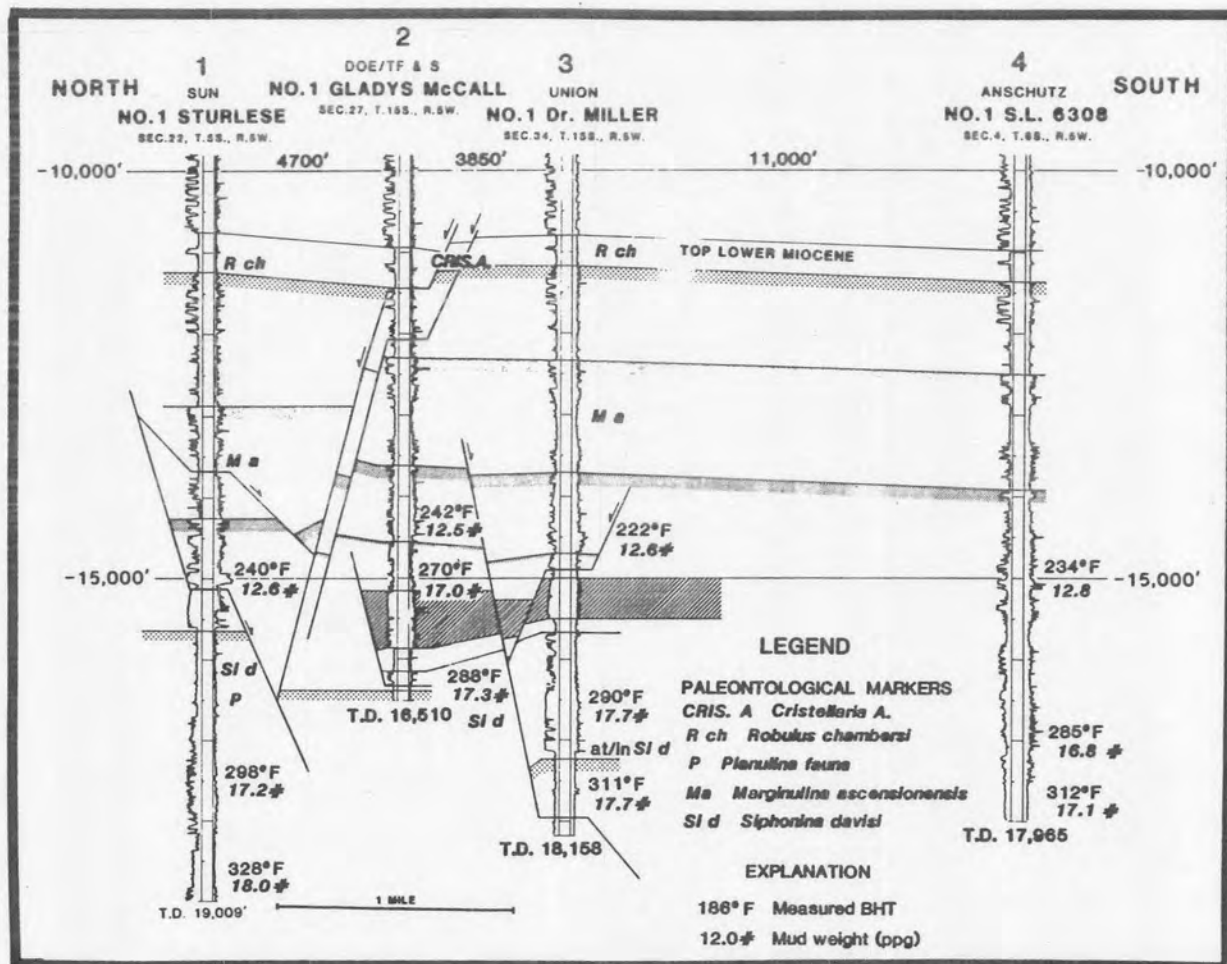 NORTH
SOUTH
1
SUN
NO.1 STURLESE
SEC.22, T.5S., R.5W.
2
DOE/TF & S
NO.1 GLADYS McCALL
SEC.27, T.15S., R.5W.
3
UNION
NO.1 Dr. MILLER
SEC.34, T.15S., R.5W.
4
ANSCHUTZ
NO.1 S.L. 6308
SEC.4, T.6S., R.5W.
4700'
3850'
11,000'
-10,000'
-10,000'
R ch
CRIS.A.
R ch
TOP LOWER MIOCENE
M a
M a
242°F
12.5#
222°F
12.6#
-15,000'
240°F
12.6#
270°F
17.0#
234°F
12.8
-15,000'
Si d
P
288°F
17.3#
Si d
T.D. 16,510
290°F
17.7#
at/in Si d
311°F
17.7#
T.D. 18,158
285°F
16.8 #
312°F
17.1 #
T.D. 17,965
298°F
17.2#
328°F
18.0#
T.D. 19,009'
1 MILE
LEGEND
PALEONTOLOGICAL MARKERS
CRIS. A Cristellaria A.
R ch Robulus chambersi
P Planulina fauna
Ma Marginulina ascensionensis
Si d Siphonina davisi
EXPLANATION
186°F Measured BHT
12.0# Mud weight (ppg)